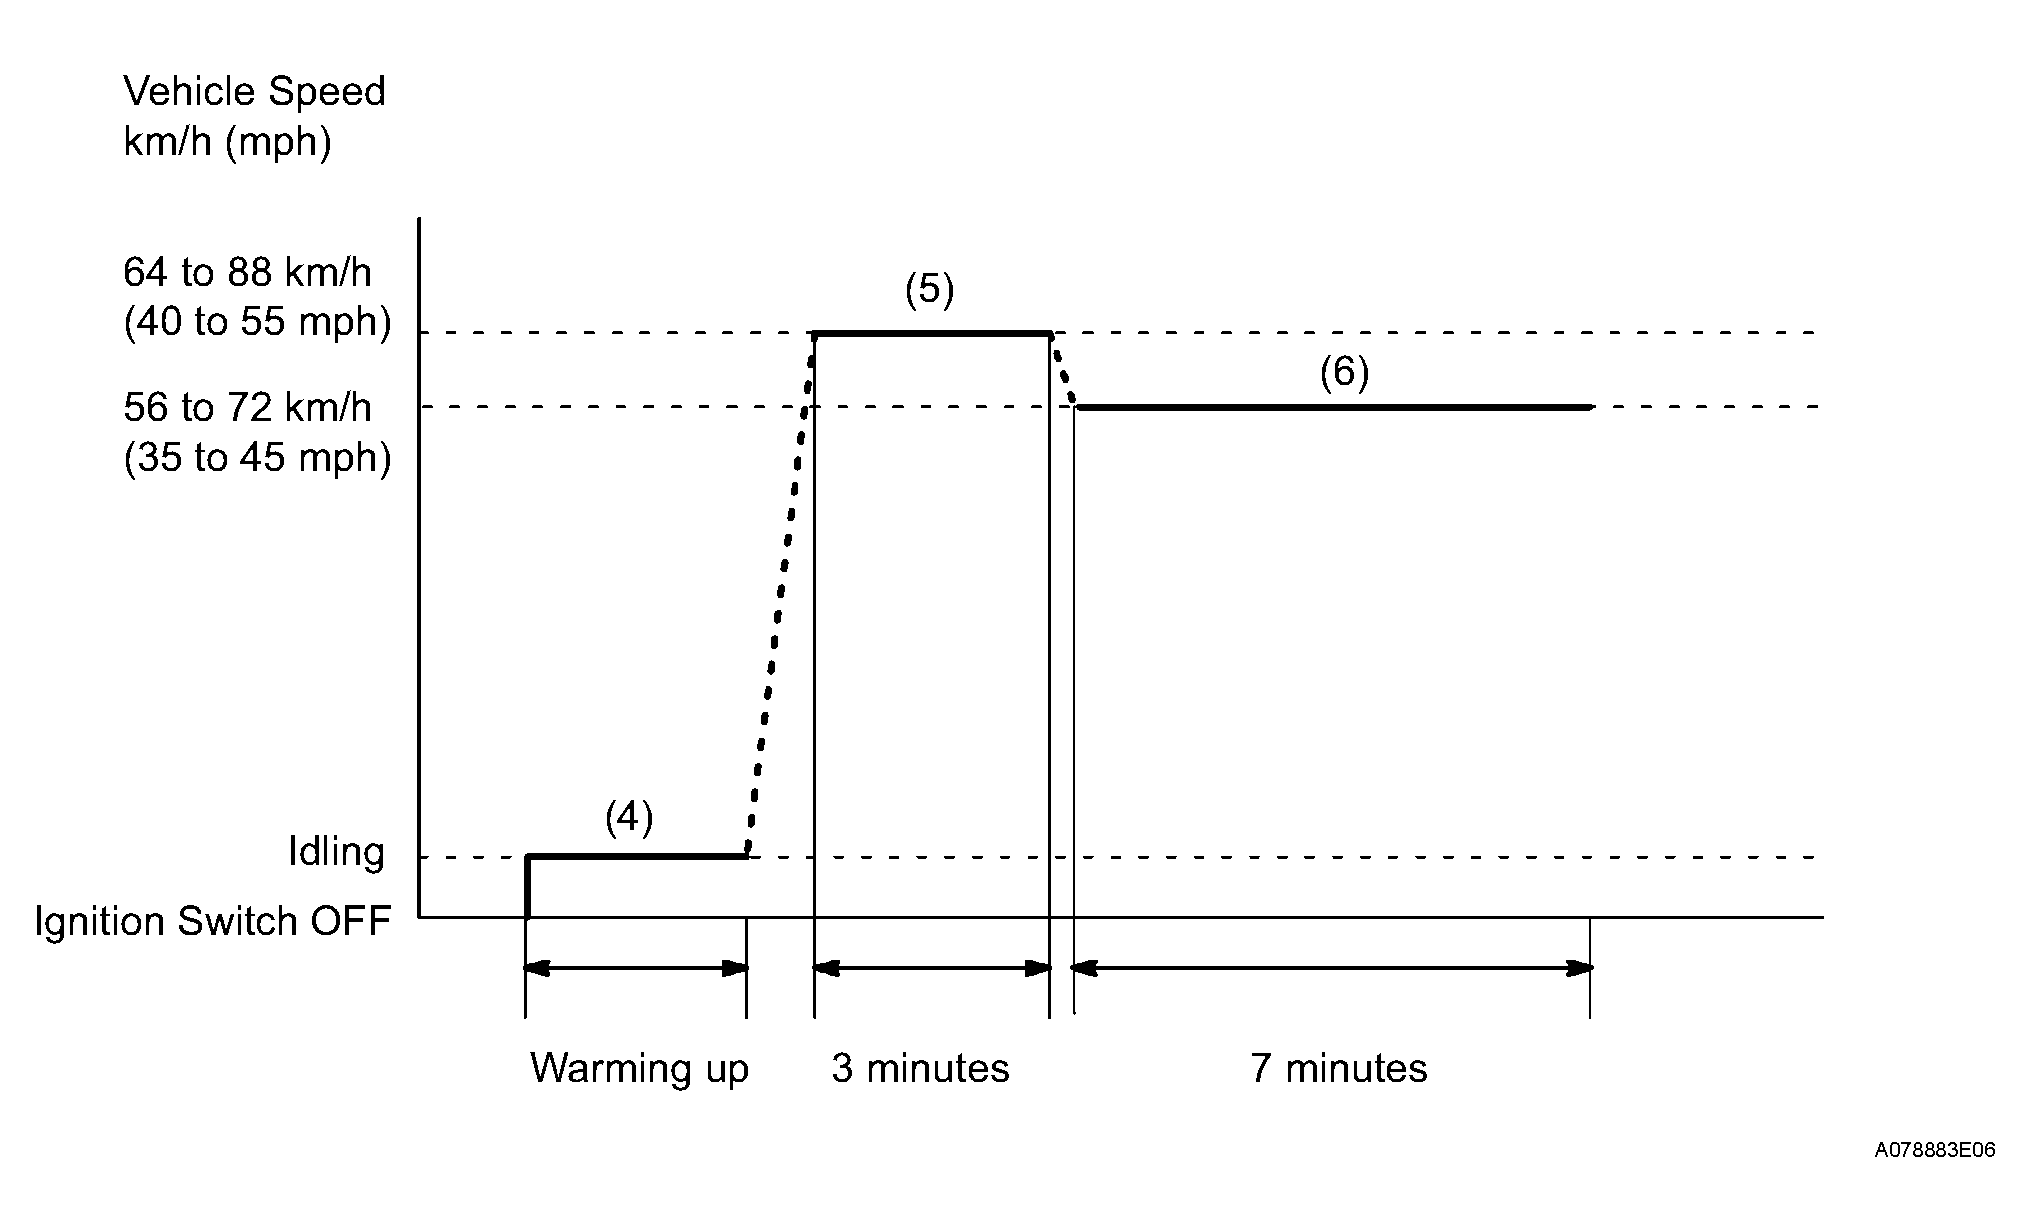 Vehicle Speed
km/h (mph)
64 to 88 km/h
(40 to 55 mph)
(5)
56 to 72 km/h
(35 to 45 mph)
(6)
(4)
Idling
Ignition Switch OFF
Warming up
3 minutes
7 minutes
A078883E06